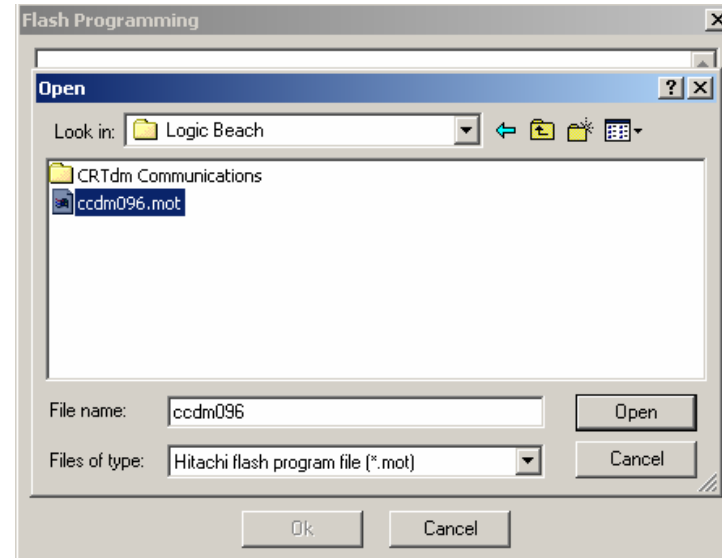 Flash Programming
Open
Look in: Logic Beach
CRTdm Communications
ccdm096.mot
File name: ccdm096 Open
Files of type: Hitachi flash program file (*.mot) Cancel
Ok Cancel